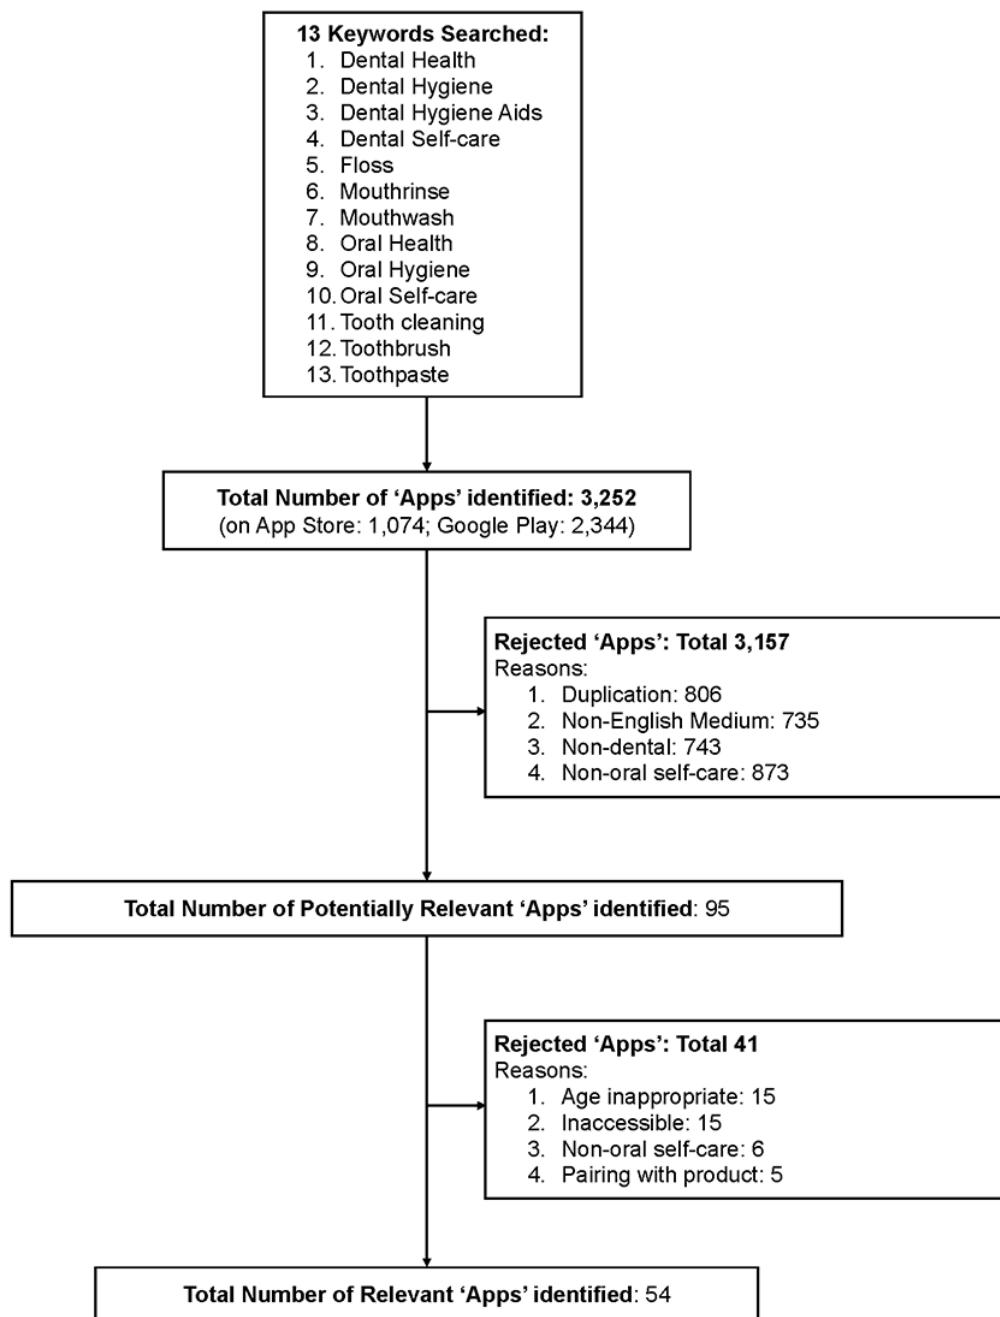 13 Keywords Searched:
1. Dental Health
2. Dental Hygiene
3. Dental Hygiene Aids
4. Dental Self-care
5. Floss
6. Mouthrinse
7. Mouthwash
8. Oral Health
9. Oral Hygiene
10. Oral Self-care
11. Tooth cleaning
12. Toothbrush
13. Toothpaste
Total Number of ‘Apps’ identified: 3,252
(on App Store: 1,074; Google Play: 2,344)
Rejected ‘Apps’: Total 3,157
Reasons:
1. Duplication: 806
2. Non-English Medium: 735
3. Non-dental: 743
4. Non-oral self-care: 873
Total Number of Potentially Relevant ‘Apps’ identified: 95
Rejected ‘Apps’: Total 41
Reasons:
1. Age inappropriate: 15
2. Inaccessible: 15
3. Non-oral self-care: 6
4. Pairing with product: 5
Total Number of Relevant ‘Apps’ identified: 54